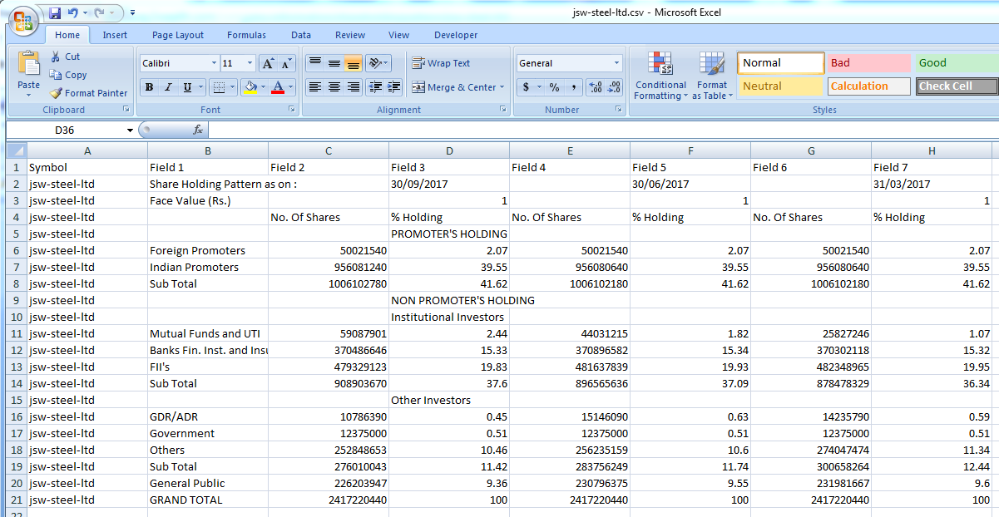 jsw-steel-ltd.csv - Microsoft Excel
Home Insert Page Layout Formulas Data Review View Developer
Paste Cut Copy Format Painter Clipboard
Calibri 11 B I U A A A Font
Wrap Text Merge & Center Alignment
General $ % , .0 .00 .00 .0 Number
Conditional Formatting Format as Table
Normal Bad Good
Neutral Calculation Check Cell
Styles
D36 fx
A B C D E F G H
1 Symbol Field 1 Field 2 Field 3 Field 4 Field 5 Field 6 Field 7
2 jsw-steel-ltd Share Holding Pattern as on : 30/09/2017 30/06/2017 31/03/2017
3 jsw-steel-ltd Face Value (Rs.) 1 1 1
4 jsw-steel-ltd No. Of Shares % Holding No. Of Shares % Holding No. Of Shares % Holding
5 jsw-steel-ltd PROMOTER'S HOLDING
6 jsw-steel-ltd Foreign Promoters 50021540 2.07 50021540 2.07 50021540 2.07
7 jsw-steel-ltd Indian Promoters 956081240 39.55 956080640 39.55 956080640 39.55
8 jsw-steel-ltd Sub Total 1006102780 41.62 1006102180 41.62 1006102180 41.62
9 jsw-steel-ltd NON PROMOTER'S HOLDING
10 jsw-steel-ltd Institutional Investors
11 jsw-steel-ltd Mutual Funds and UTI 59087901 2.44 44031215 1.82 25827246 1.07
12 jsw-steel-ltd Banks Fin. Inst. and Insu 370486646 15.33 370896582 15.34 370302118 15.32
13 jsw-steel-ltd FII's 479329123 19.83 481637839 19.93 482348965 19.95
14 jsw-steel-ltd Sub Total 908903670 37.6 896565636 37.09 878478329 36.34
15 jsw-steel-ltd Other Investors
16 jsw-steel-ltd GDR/ADR 10786390 0.45 15146090 0.63 14235790 0.59
17 jsw-steel-ltd Government 12375000 0.51 12375000 0.51 12375000 0.51
18 jsw-steel-ltd Others 252848653 10.46 256235159 10.6 274047474 11.34
19 jsw-steel-ltd Sub Total 276010043 11.42 283756249 11.74 300658264 12.44
20 jsw-steel-ltd General Public 226203947 9.36 230796375 9.55 231981667 9.6
21 jsw-steel-ltd GRAND TOTAL 2417220440 100 2417220440 100 2417220440 100
22